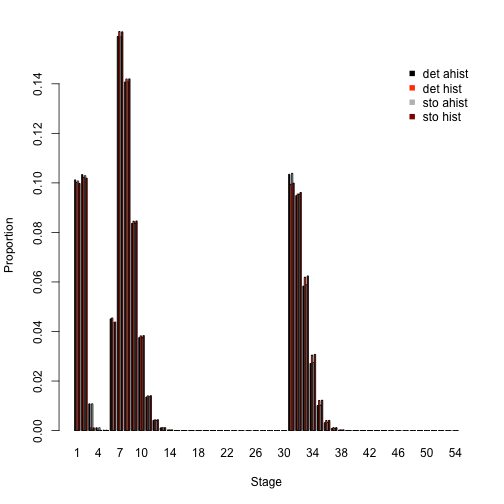 det ahist
det hist
sto ahist
sto hist
Proportion
0.14
0.12
0.10
0.08
0.06
0.04
0.02
0.00
1 4 7 10 14 18 22 26 30 34 38 42 46 50 54
Stage